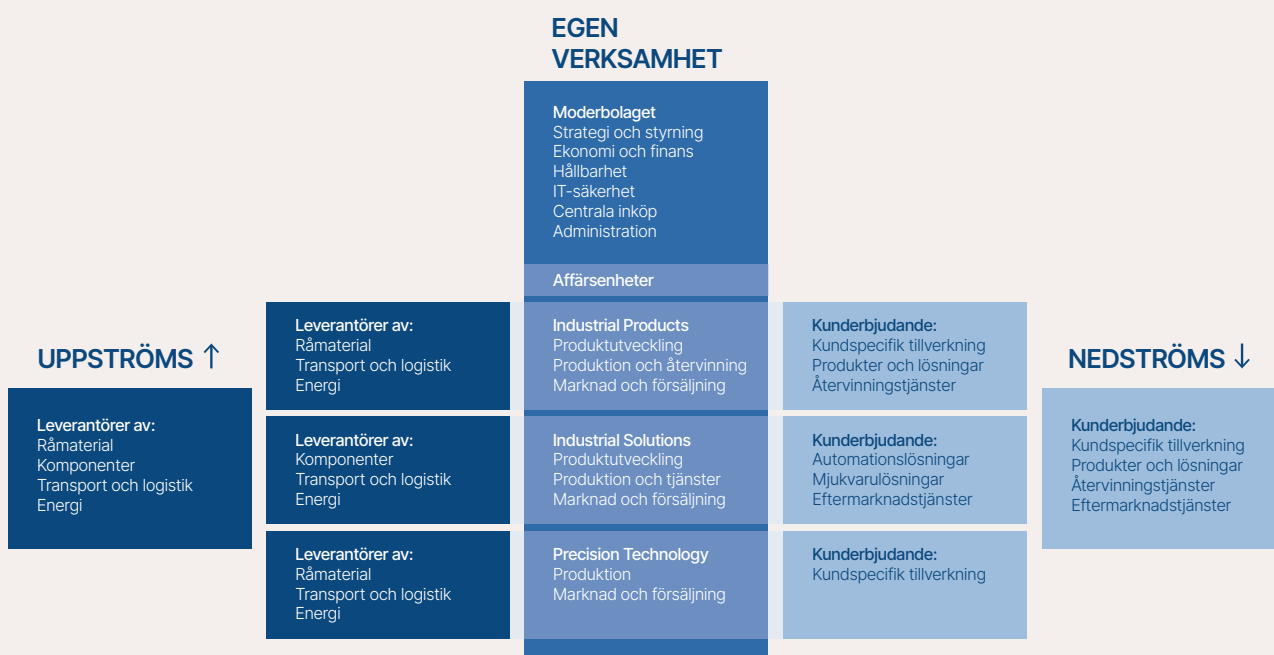 EGEN
VERKSAMHET
Moderbolaget
Strategi och styrning
Ekonomi och finans
Hållbarhet
IT-säkerhet
Centrala inköp
Administration
Affärsenheter
UPPSTRÖMS ↑
Leverantörer av:
Råmaterial
Komponenter
Transport och logistik
Energi
Leverantörer av:
Råmaterial
Transport och logistik
Energi
Industrial Products
Produktutveckling
Produktion och återvinning
Marknad och försäljning
Kunderbjudande:
Kundspecifik tillverkning
Produkter och lösningar
Återvinningstjänster
Leverantörer av:
Komponenter
Transport och logistik
Energi
Industrial Solutions
Produktutveckling
Produktion och tjänster
Marknad och försäljning
Kunderbjudande:
Automationslösningar
Mjukvarulösningar
Eftermarknadstjänster
Leverantörer av:
Råmaterial
Transport och logistik
Energi
Precision Technology
Produktion
Marknad och försäljning
Kunderbjudande:
Kundspecifik tillverkning
NEDSTRÖMS ↓
Kunderbjudande:
Kundspecifik tillverkning
Produkter och lösningar
Återvinningstjänster
Eftermarknadstjänster